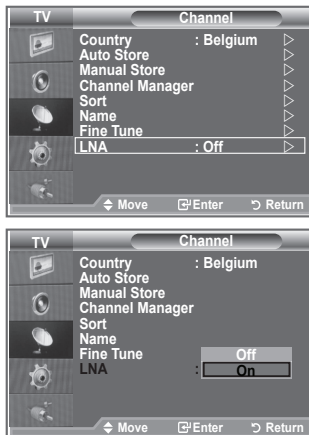 TV Channel
Country : Belgium
Auto Store
Manual Store
Channel Manager
Sort
Name
Fine Tune
LNA : Off
Move Enter Return
TV Channel
Country : Belgium
Auto Store
Manual Store
Channel Manager
Sort
Name
Fine Tune Off
LNA : On
Move Enter Return